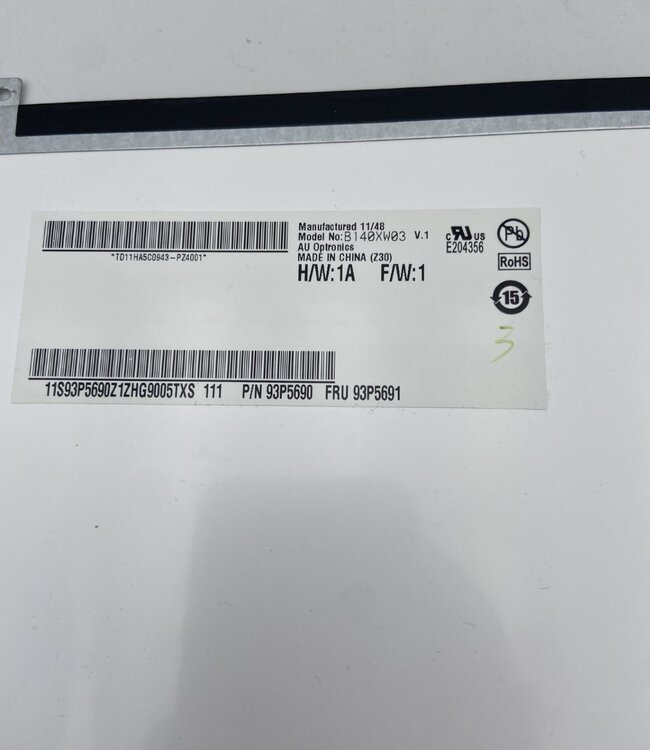 Manufactured 11/48
Model No:B140XW03 V.1
AU Optronics
MADE IN CHINA (Z30)
H/W:1A F/W:1
*TD11HA5C0943-PZ4001*
c RU US
E204356
Pb
RoHS
15
3
11S93P5690Z1ZHG9005TXS 111 P/N 93P5690 FRU 93P5691